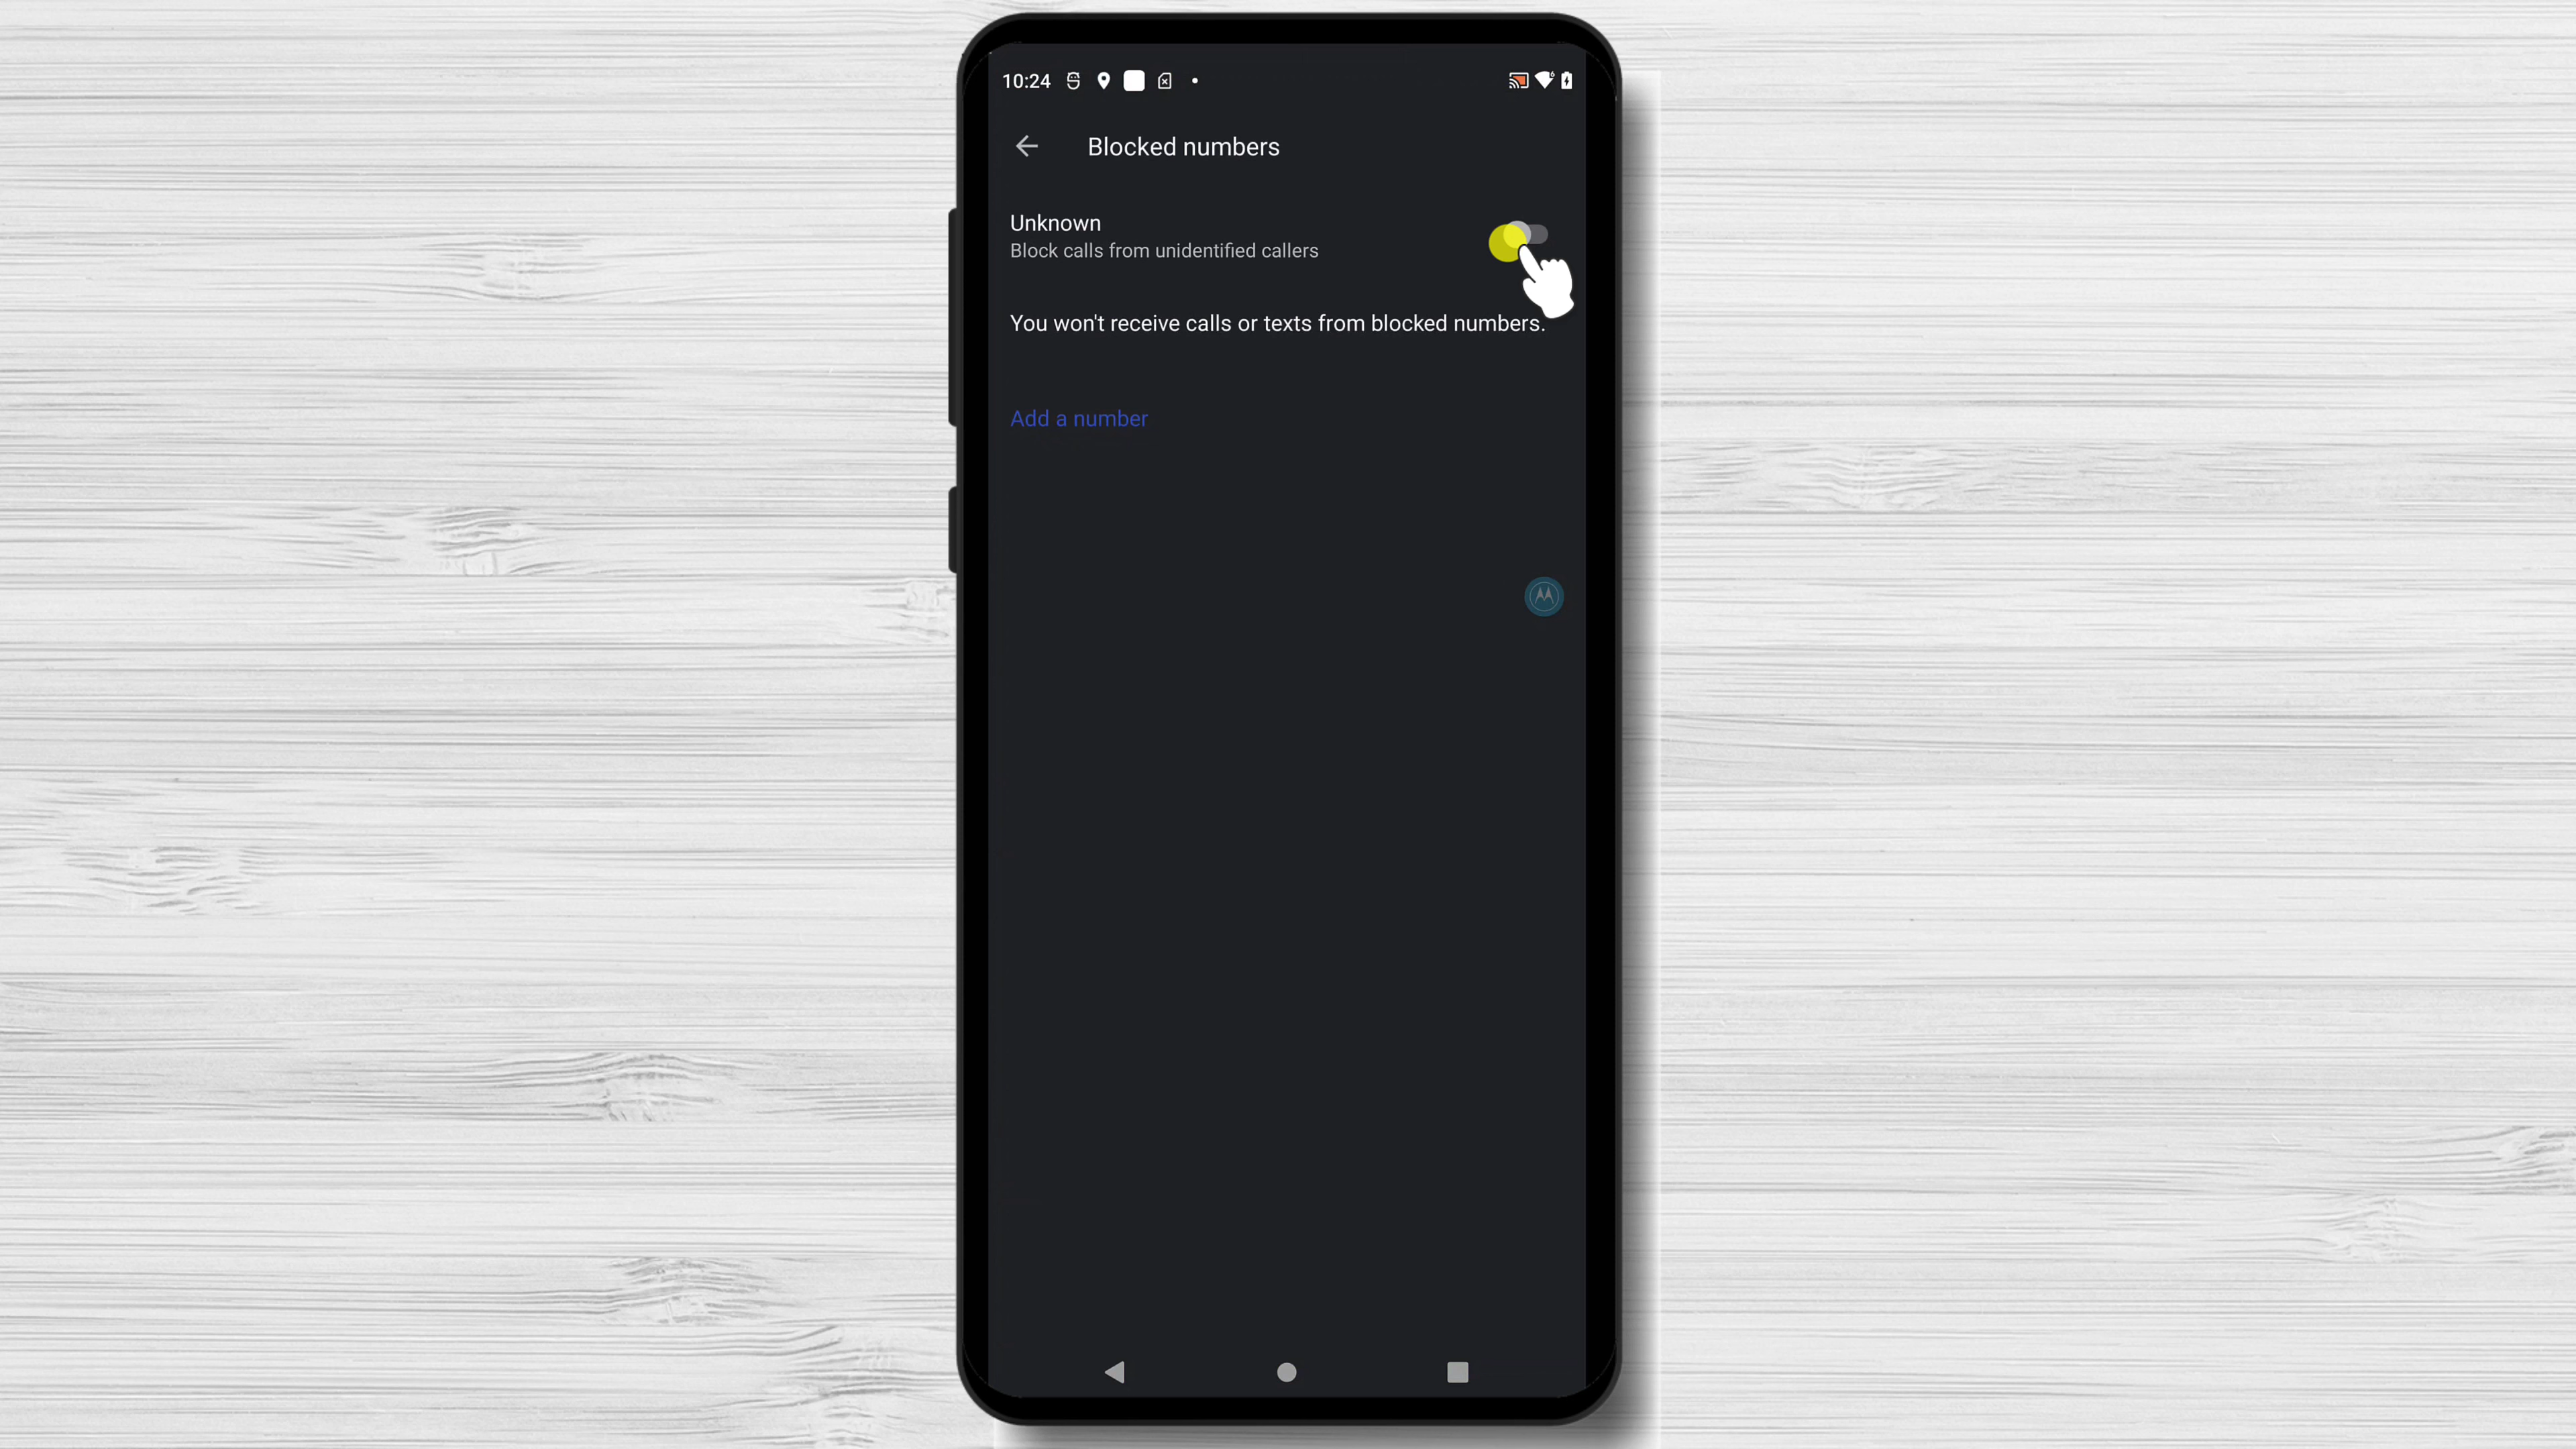 10:24
Blocked numbers
Unknown
Block calls from unidentified callers
You won't receive calls or texts from blocked numbers.
Add a number